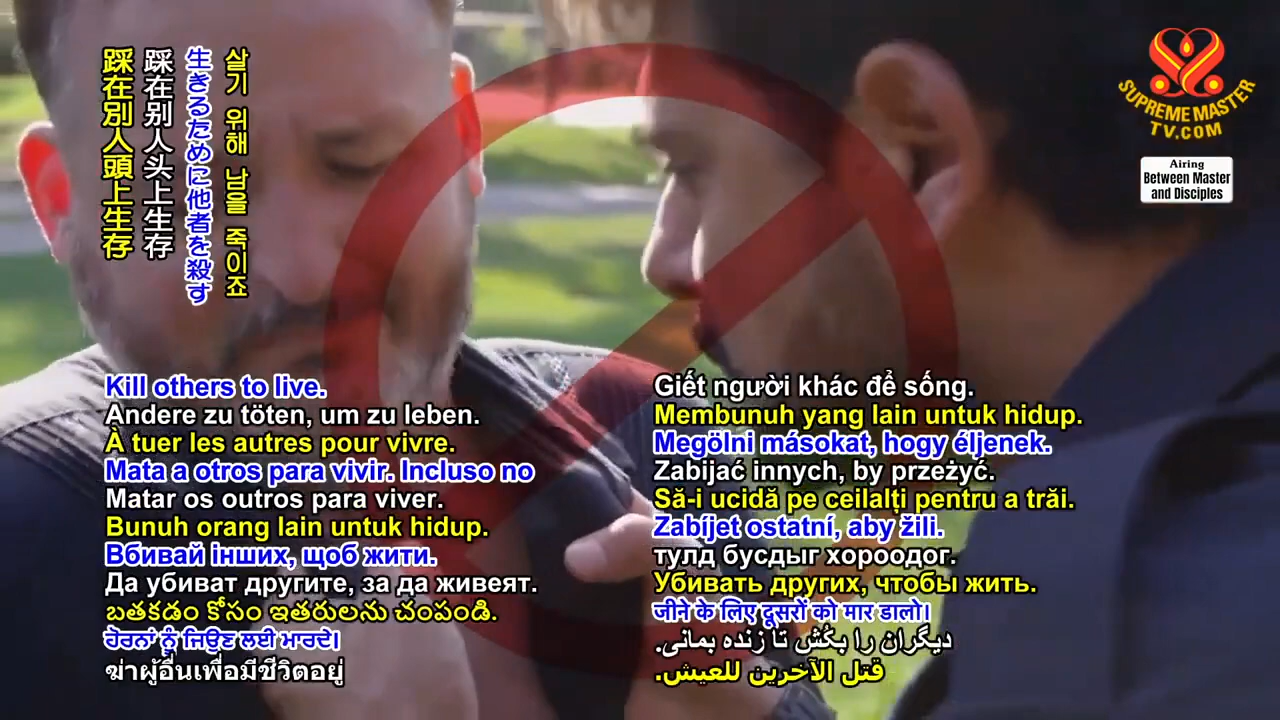 살기 위해 남을 죽이죠
生きるために他者を殺す
踩在别人头上生存
踩在別人頭上生存
SUPREME MASTER
TV.COM
Airing
Between Master
and Disciples
Kill others to live.
Andere zu töten, um zu leben.
À tuer les autres pour vivre.
Mata a otros para vivir. Incluso no
Matar os outros para viver.
Bunuh orang lain untuk hidup.
Вбивай інших, щоб жити.
Да убиват другите, за да живеят.
బతకడం కోసం ఇతరులను చంపండి.
ਹੋਰਨਾਂ ਨੂੰ ਜਿਉਣ ਲਈ ਮਾਰਦੇ।
ฆ่าผู้อื่นเพื่อมีชีวิตอยู่
Giết người khác để sống.
Membunuh yang lain untuk hidup.
Megölni másokat, hogy éljenek.
Zabijać innych, by przeżyć.
Să-i ucidă pe ceilalți pentru a trăi.
Zabíjet ostatní, aby žili.
тулд бусдыг хороодог.
Убивать других, чтобы жить.
जीने के लिए दूसरों को मार डालो।
دیگران را بکُش تا زنده بمانی.
قتل الآخرين للعيش.